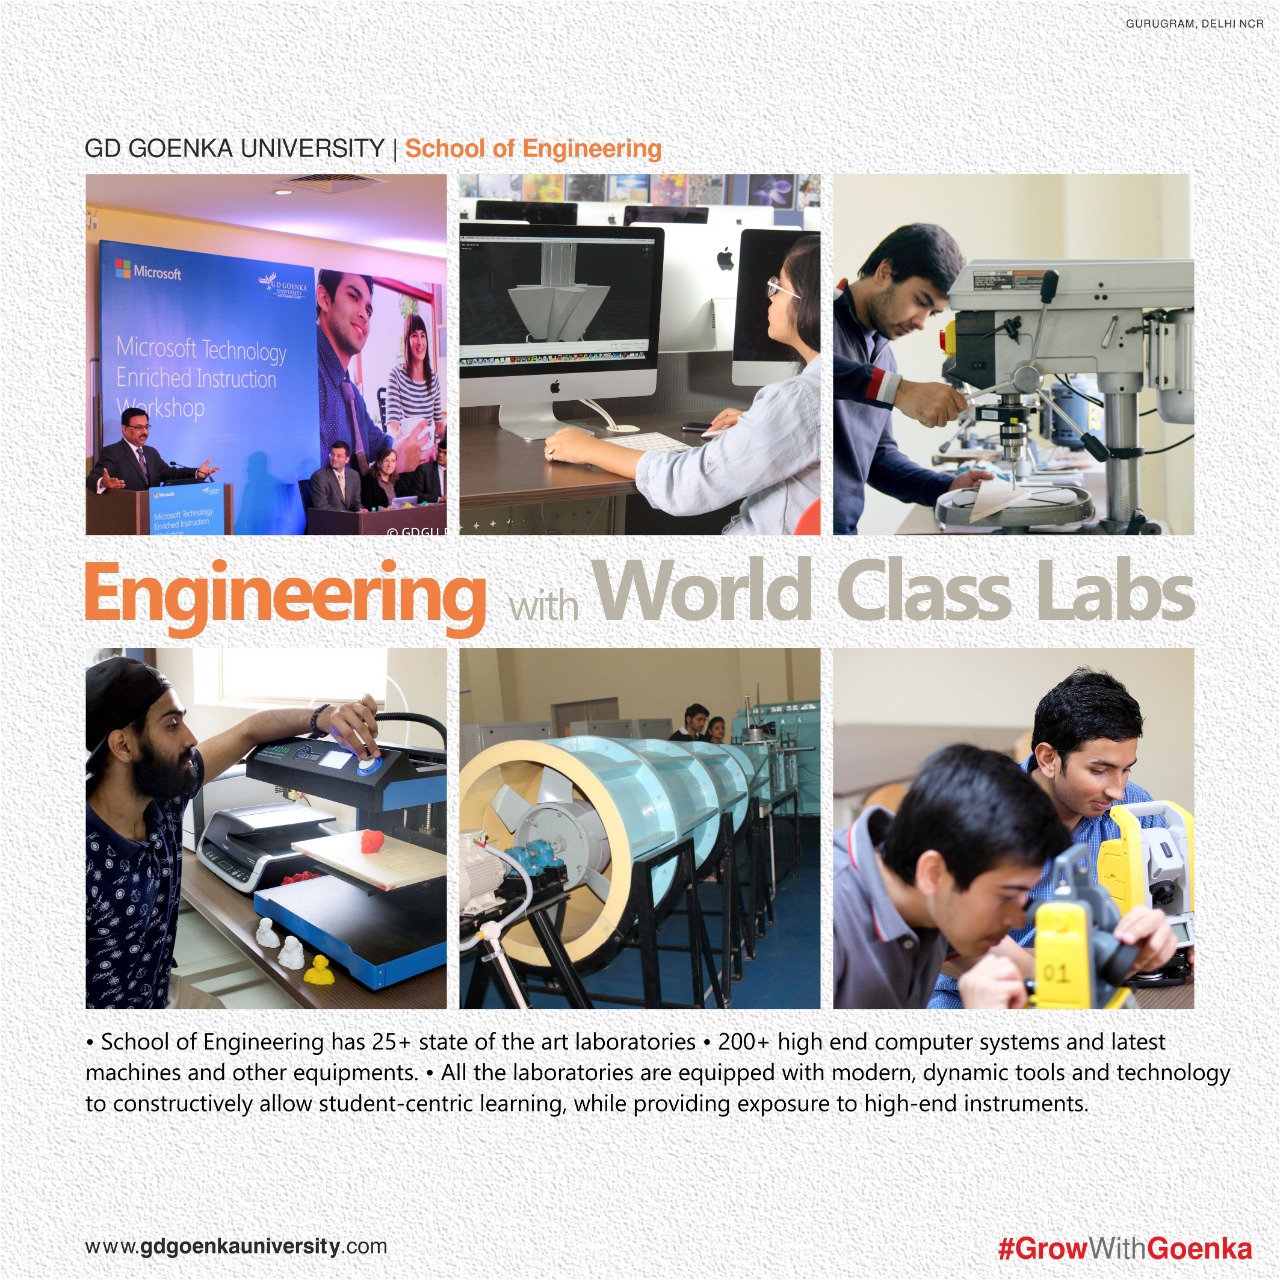 GURUGRAM, DELHI NCR
GD GOENKA UNIVERSITY | School of Engineering
Microsoft
G D GOENKA
UNIVERSITY
Microsoft Technology
Enriched Instruction
Workshop
Microsoft
Microsoft Technology
Enriched Instruction
© GDGU
Engineering with World Class Labs
01
• School of Engineering has 25+ state of the art laboratories • 200+ high end computer systems and latest
machines and other equipments. • All the laboratories are equipped with modern, dynamic tools and technology
to constructively allow student-centric learning, while providing exposure to high-end instruments.
www.gdgoenkauniversity.com
#GrowWithGoenka